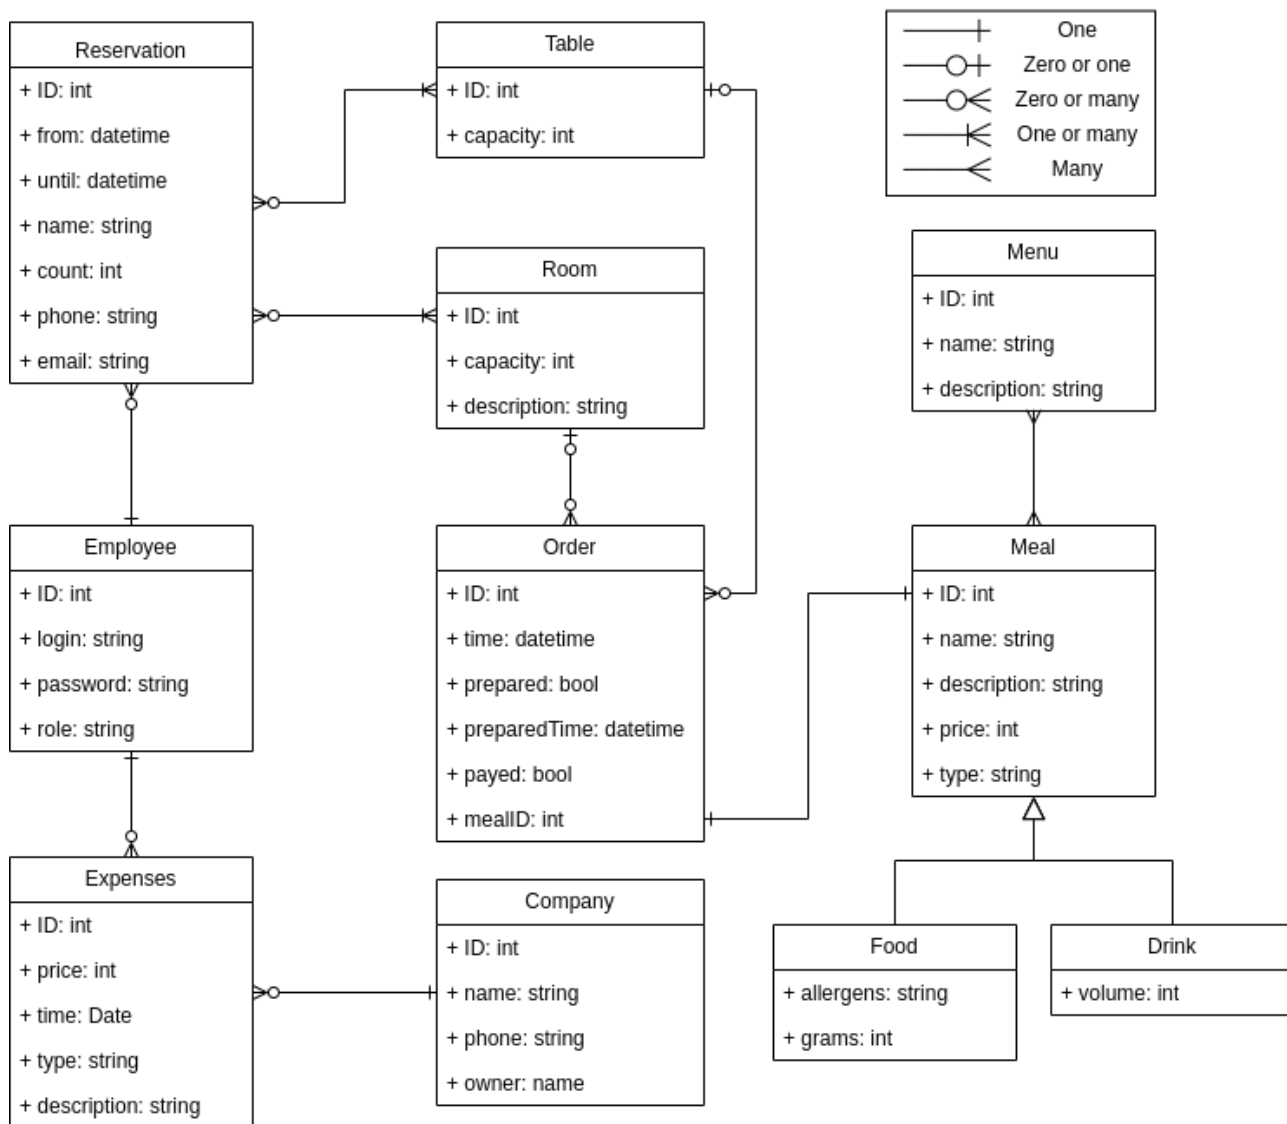 Reservation
+ ID: int
+ from: datetime
+ until: datetime
+ name: string
+ count: int
+ phone: string
+ email: string
Table
+ ID: int
+ capacity: int
One
Zero or one
Zero or many
One or many
Many
Room
+ ID: int
+ capacity: int
+ description: string
Menu
+ ID: int
+ name: string
+ description: string
Employee
+ ID: int
+ login: string
+ password: string
+ role: string
Order
+ ID: int
+ time: datetime
+ prepared: bool
+ preparedTime: datetime
+ payed: bool
+ mealID: int
Meal
+ ID: int
+ name: string
+ description: string
+ price: int
+ type: string
Expenses
+ ID: int
+ price: int
+ time: Date
+ type: string
+ description: string
Company
+ ID: int
+ name: string
+ phone: string
+ owner: name
Food
+ allergens: string
+ grams: int
Drink
+ volume: int